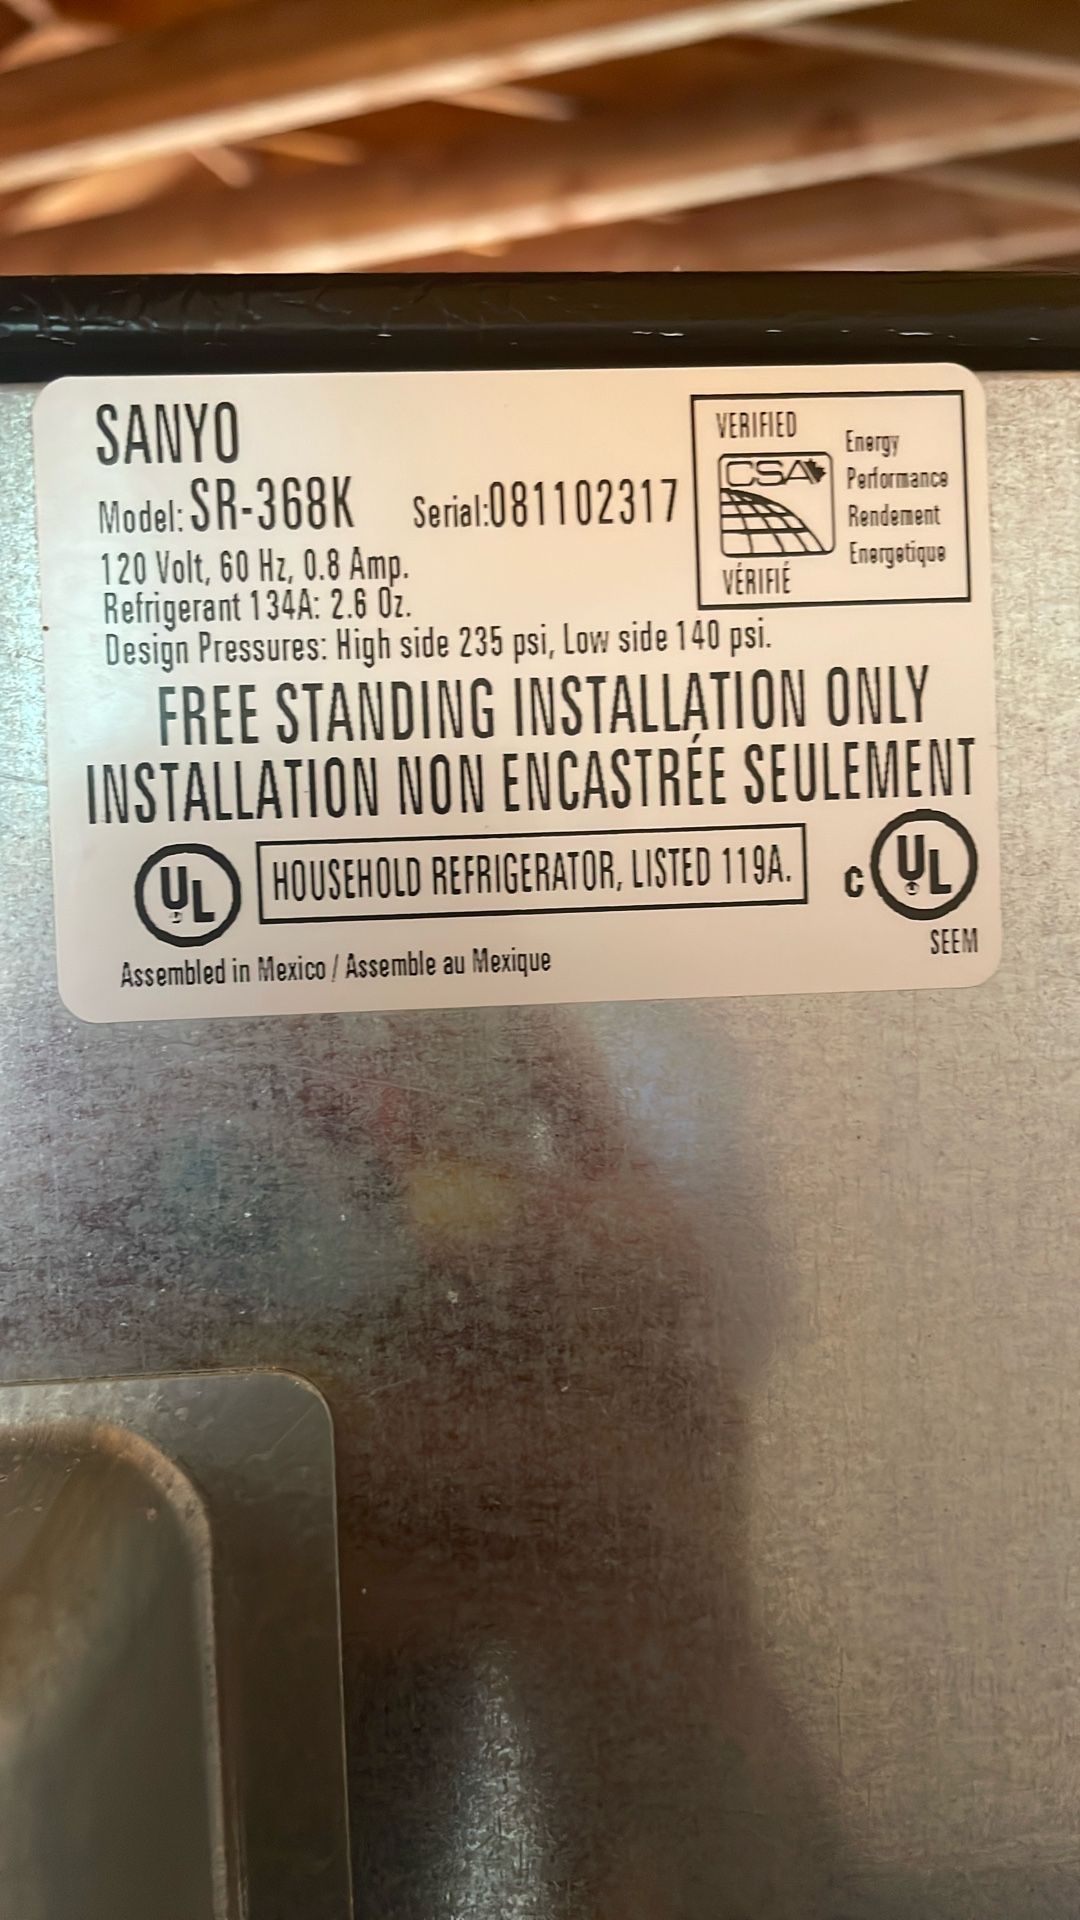 SANYO
Model: SR-368K Serial:081102317
120 Volt, 60 Hz, 0.8 Amp.
Refrigerant 134A: 2.6 Oz.
Design Pressures: High side 235 psi, Low side 140 psi.
VERIFIED
CSA
VÉRIFIÉ
Energy
Performance
Rendement
Energetique
FREE STANDING INSTALLATION ONLY
INSTALLATION NON ENCASTRÉE SEULEMENT
UL
HOUSEHOLD REFRIGERATOR, LISTED 119A.
C UL
SEEM
Assembled in Mexico / Assemble au Mexique